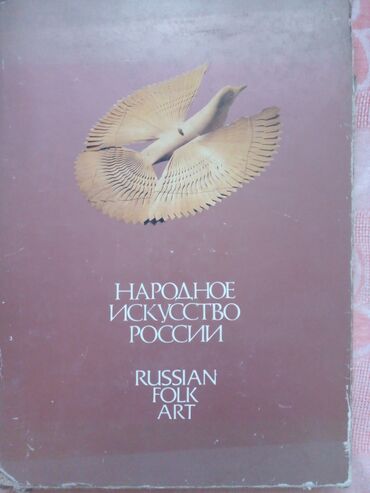 НАРОДНОЕ
ИСКУССТВО
РОССИИ
RUSSIAN
FOLK
ART